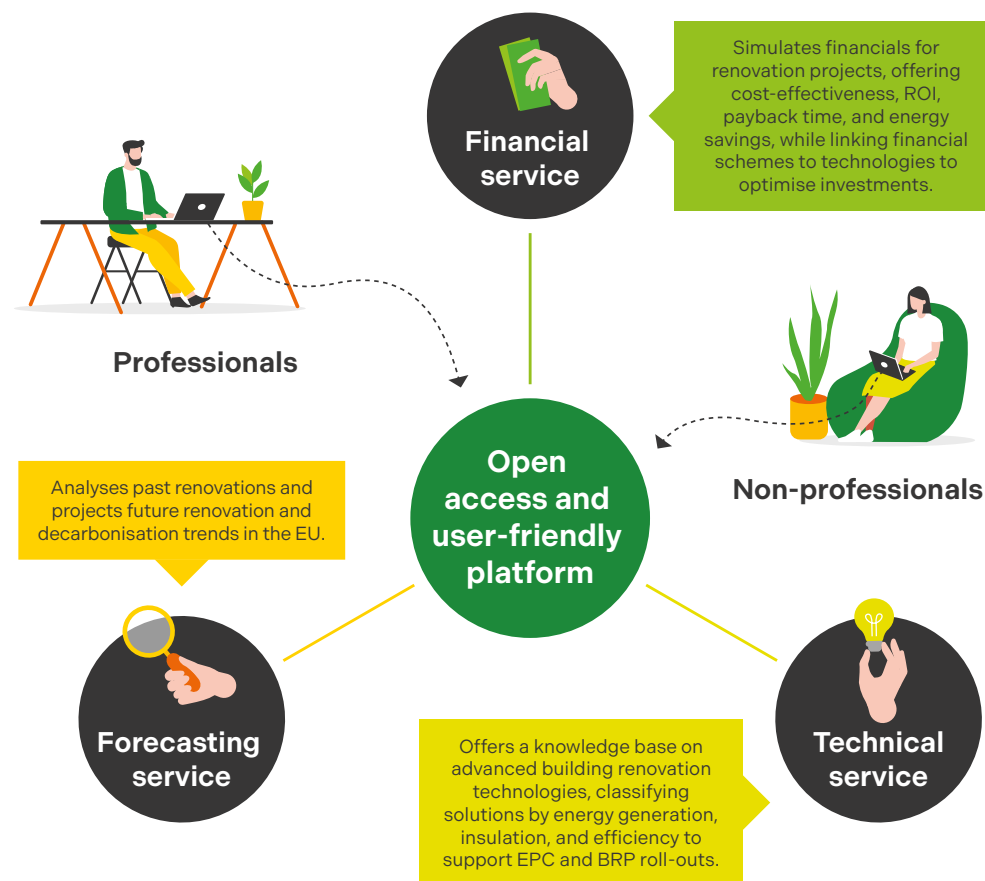 Financial
service
Simulates financials for
renovation projects, offering
cost-effectiveness, ROI,
payback time, and energy
savings, while linking financial
schemes to technologies to
optimise investments.
Professionals
Non-professionals
Open
access and
user-friendly
platform
Analyses past renovations and
projects future renovation and
decarbonisation trends in the EU.
Forecasting
service
Offers a knowledge base on
advanced building renovation
technologies, classifying
solutions by energy generation,
insulation, and efficiency to
support EPC and BRP roll-outs.
Technical
service